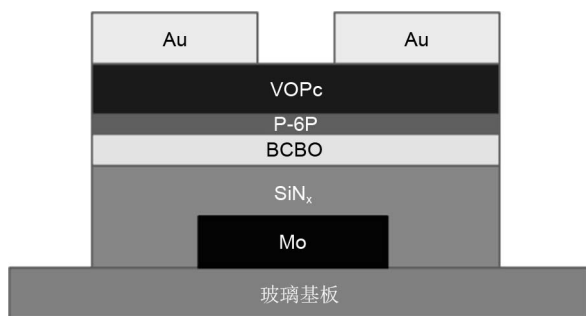 Au Au
VOPc
P-6P
BCBO
SiNₓ
Mo
玻璃基板